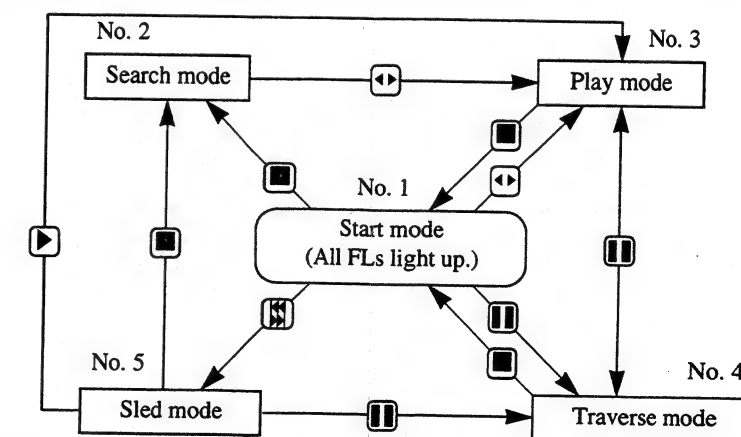 No. 2
No. 3
Search mode
Play mode
No. 1
Start mode
(All FLs light up.)
No. 5
No. 4
Sled mode
Traverse mode